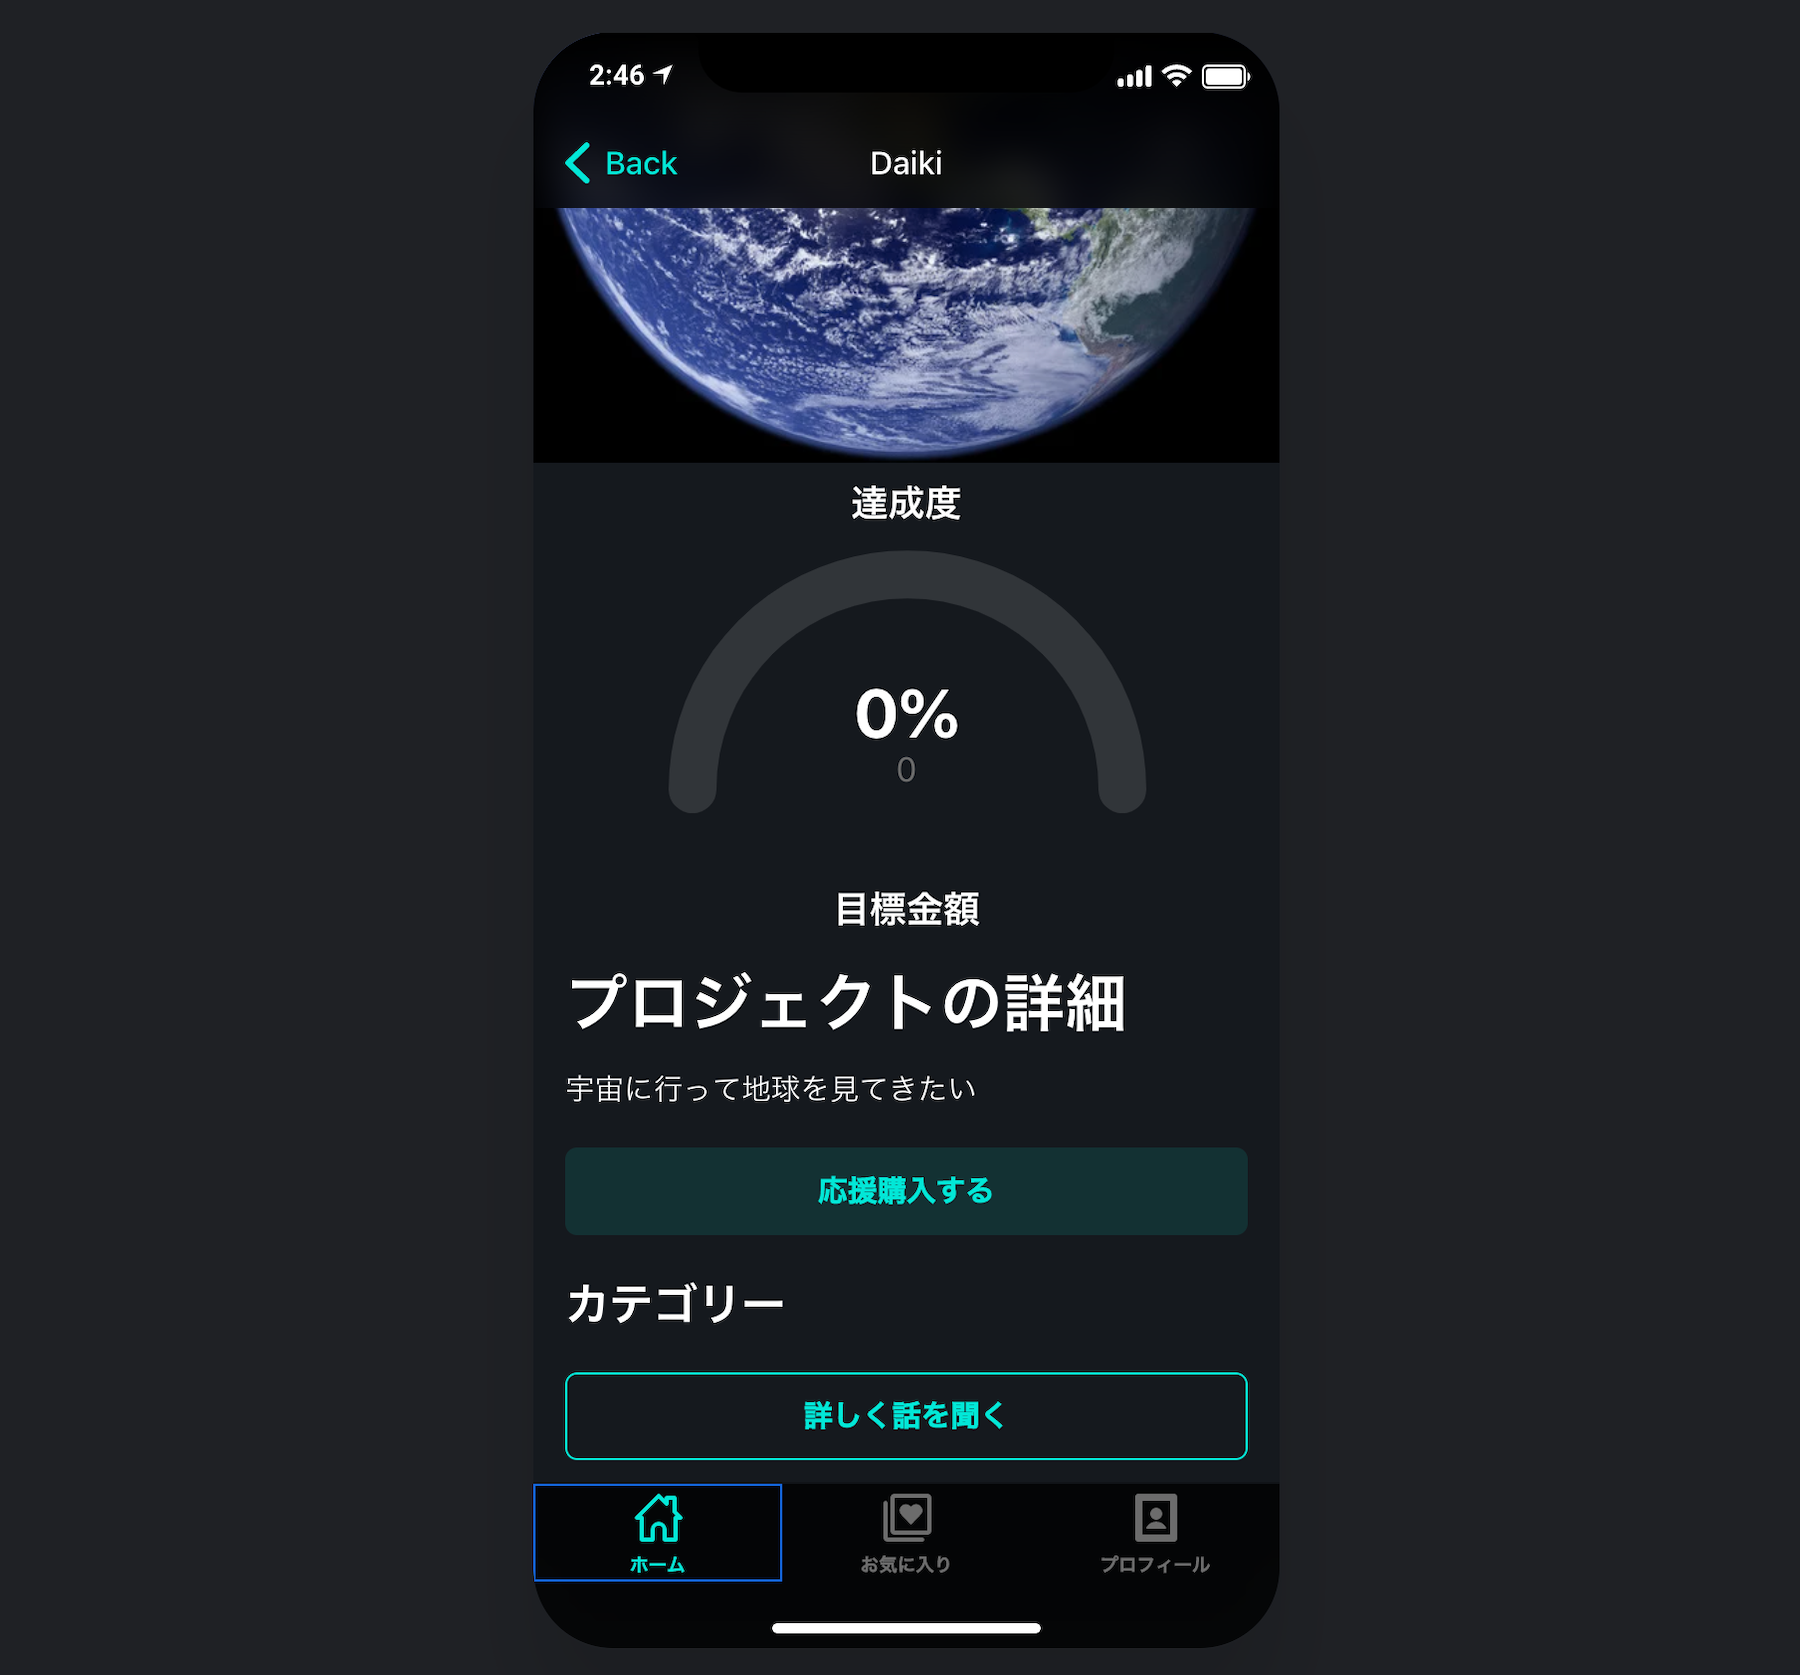 2:46
Back
Daiki
達成度
0%
0
目標金額
プロジェクトの詳細
宇宙に行って地球を見てきたい
応援購入する
カテゴリー
詳しく話を聞く
ホーム
お気に入り
プロフィール